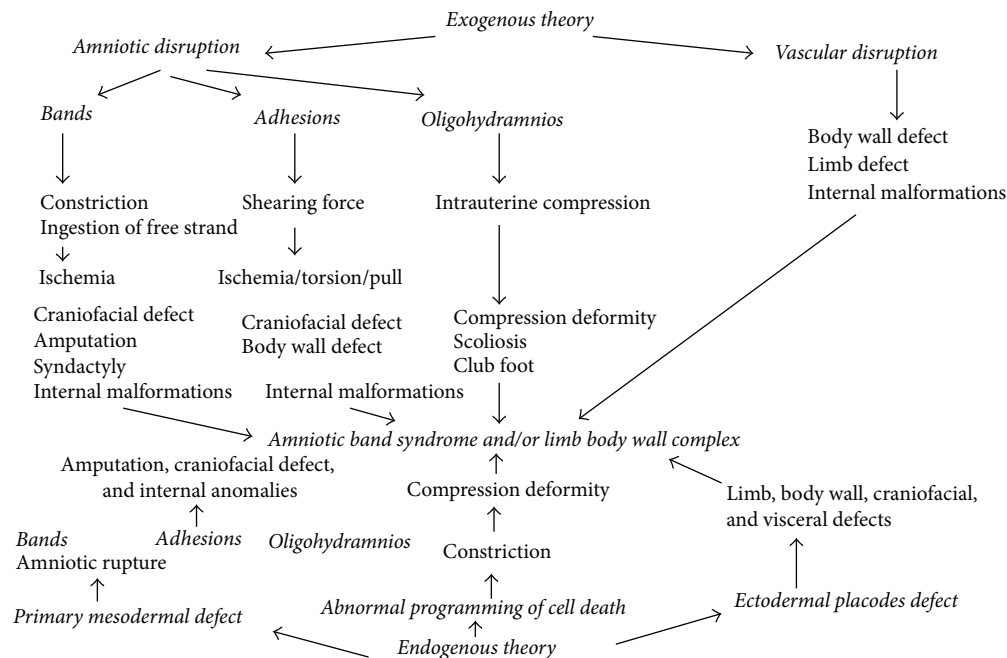 Exogenous theory
Amniotic disruption
Vascular disruption
Bands
Adhesions
Oligohydramnios
Body wall defect
Limb defect
Internal malformations
Constriction
Ingestion of free strand
Shearing force
Intrauterine compression
Ischemia
Ischemia/torsion/pull
Craniofacial defect
Amputation
Syndactyly
Internal malformations
Craniofacial defect
Body wall defect
Internal malformations
Compression deformity
Scoliosis
Club foot
Amniotic band syndrome and/or limb body wall complex
Amputation, craniofacial defect,
and internal anomalies
Compression deformity
Limb, body wall, craniofacial,
and visceral defects
Bands
Amniotic rupture
Adhesions
Oligohydramnios
Constriction
Primary mesodermal defect
Abnormal programming of cell death
Ectodermal placodes defect
Endogenous theory